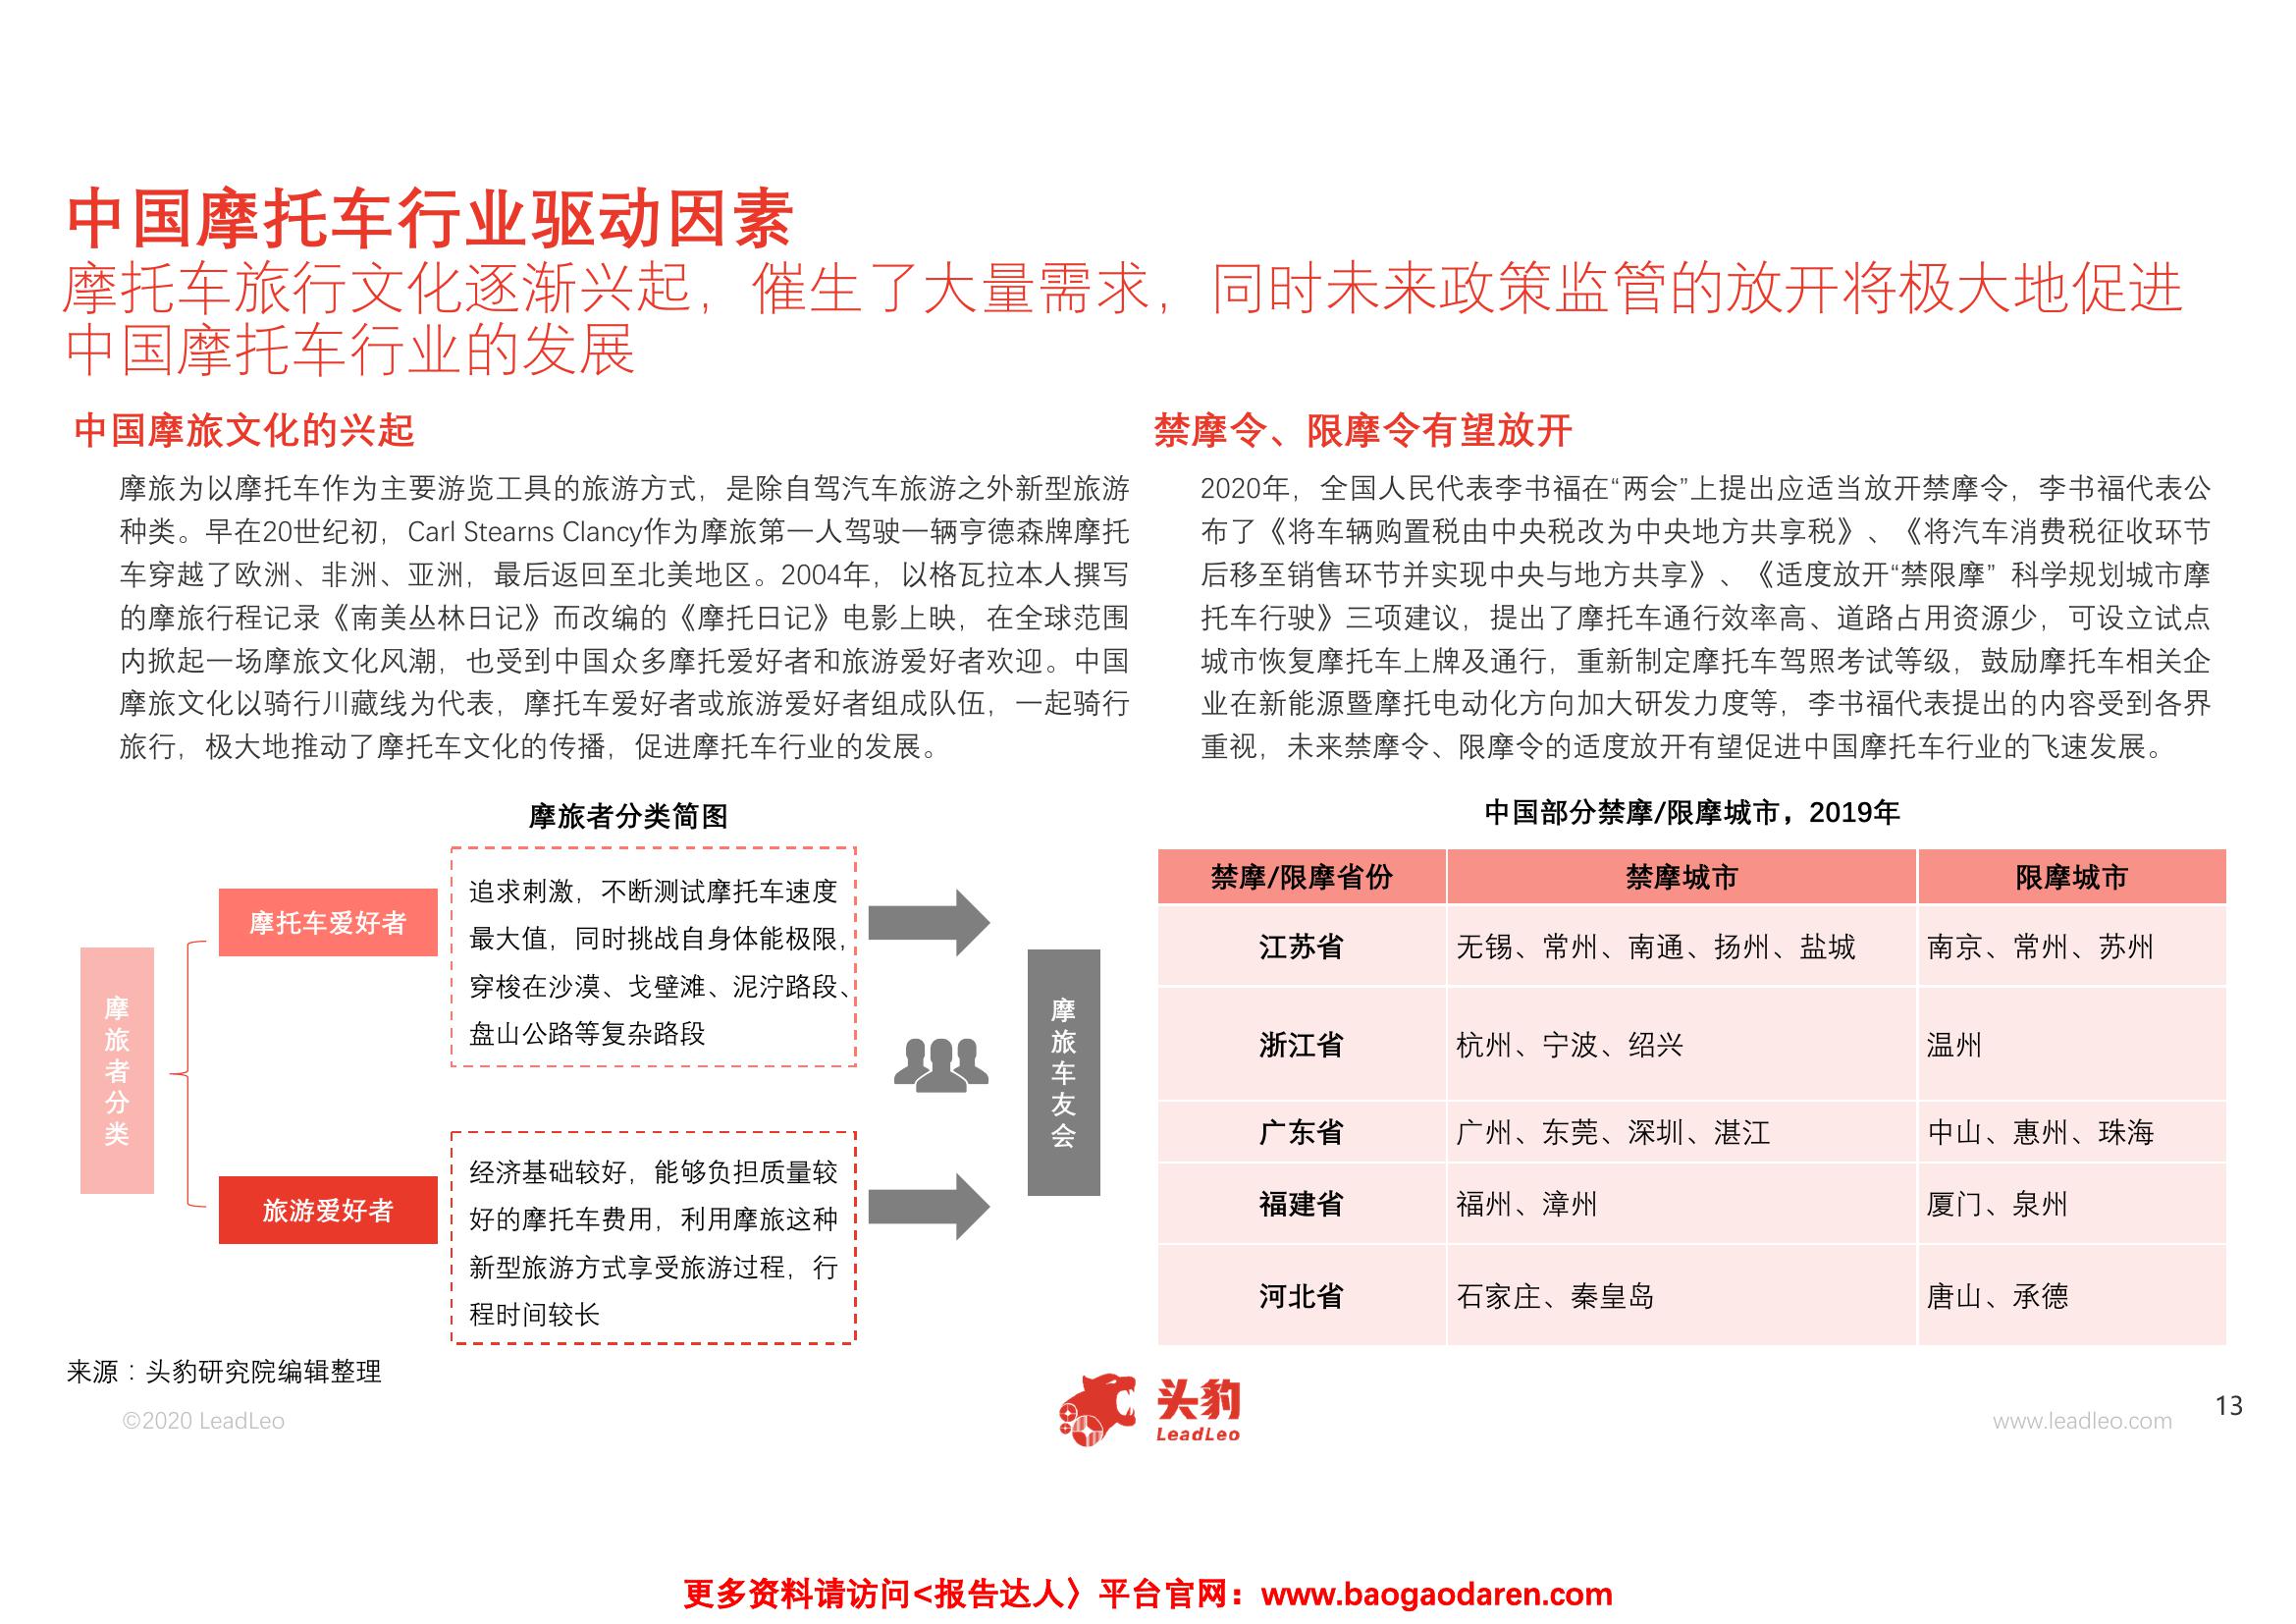 中国摩托车行业驱动因素
摩托车旅行文化逐渐兴起，催生了大量需求，同时未来政策监管的放开将极大地促进
中国摩托车行业的发展
中国摩旅文化的兴起
摩旅为以摩托车作为主要游览工具的旅游方式，是除自驾汽车旅游之外新型旅游
种类。早在20世纪初，Carl Stearns Clancy作为摩旅第一人驾驶一辆亨德森牌摩托
车穿越了欧洲、非洲、亚洲，最后返回至北美地区。2004年，以格瓦拉本人撰写
的摩旅行程记录《南美丛林日记》而改编的《摩托日记》电影上映，在全球范围
内掀起一场摩旅文化风潮，也受到中国众多摩托爱好者和旅游爱好者欢迎。中国
摩旅文化以骑行川藏线为代表，摩托车爱好者或旅游爱好者组成队伍，一起骑行
旅行，极大地推动了摩托车文化的传播，促进摩托车行业的发展。
禁摩令、限摩令有望放开
2020年，全国人民代表李书福在“两会”上提出应适当放开禁摩令，李书福代表公
布了《将车辆购置税由中央税改为中央地方共享税》、《将汽车消费税征收环节
后移至销售环节并实现中央与地方共享》、《适度放开“禁限摩” 科学规划城市摩
托车行驶》三项建议，提出了摩托车通行效率高、道路占用资源少，可设立试点
城市恢复摩托车上牌及通行，重新制定摩托车驾照考试等级，鼓励摩托车相关企
业在新能源暨摩托电动化方向加大研发力度等，李书福代表提出的内容受到各界
重视，未来禁摩令、限摩令的适度放开有望促进中国摩托车行业的飞速发展。
摩旅者分类简图
摩旅者分类
摩托车爱好者
追求刺激，不断测试摩托车速度
最大值，同时挑战自身体能极限，
穿梭在沙漠、戈壁滩、泥泞路段、
盘山公路等复杂路段
旅游爱好者
经济基础较好，能够负担质量较
好的摩托车费用，利用摩旅这种
新型旅游方式享受旅游过程，行
程时间较长
摩旅车友会
中国部分禁摩/限摩城市，2019年
禁摩/限摩省份 禁摩城市 限摩城市
江苏省 无锡、常州、南通、扬州、盐城 南京、常州、苏州
浙江省 杭州、宁波、绍兴 温州
广东省 广州、东莞、深圳、湛江 中山、惠州、珠海
福建省 福州、漳州 厦门、泉州
河北省 石家庄、秦皇岛 唐山、承德
来源：头豹研究院编辑整理
©2020 LeadLeo
头豹
LeadLeo
www.leadleo.com
13
更多资料请访问<报告达人〉平台官网：www.baogaodaren.com